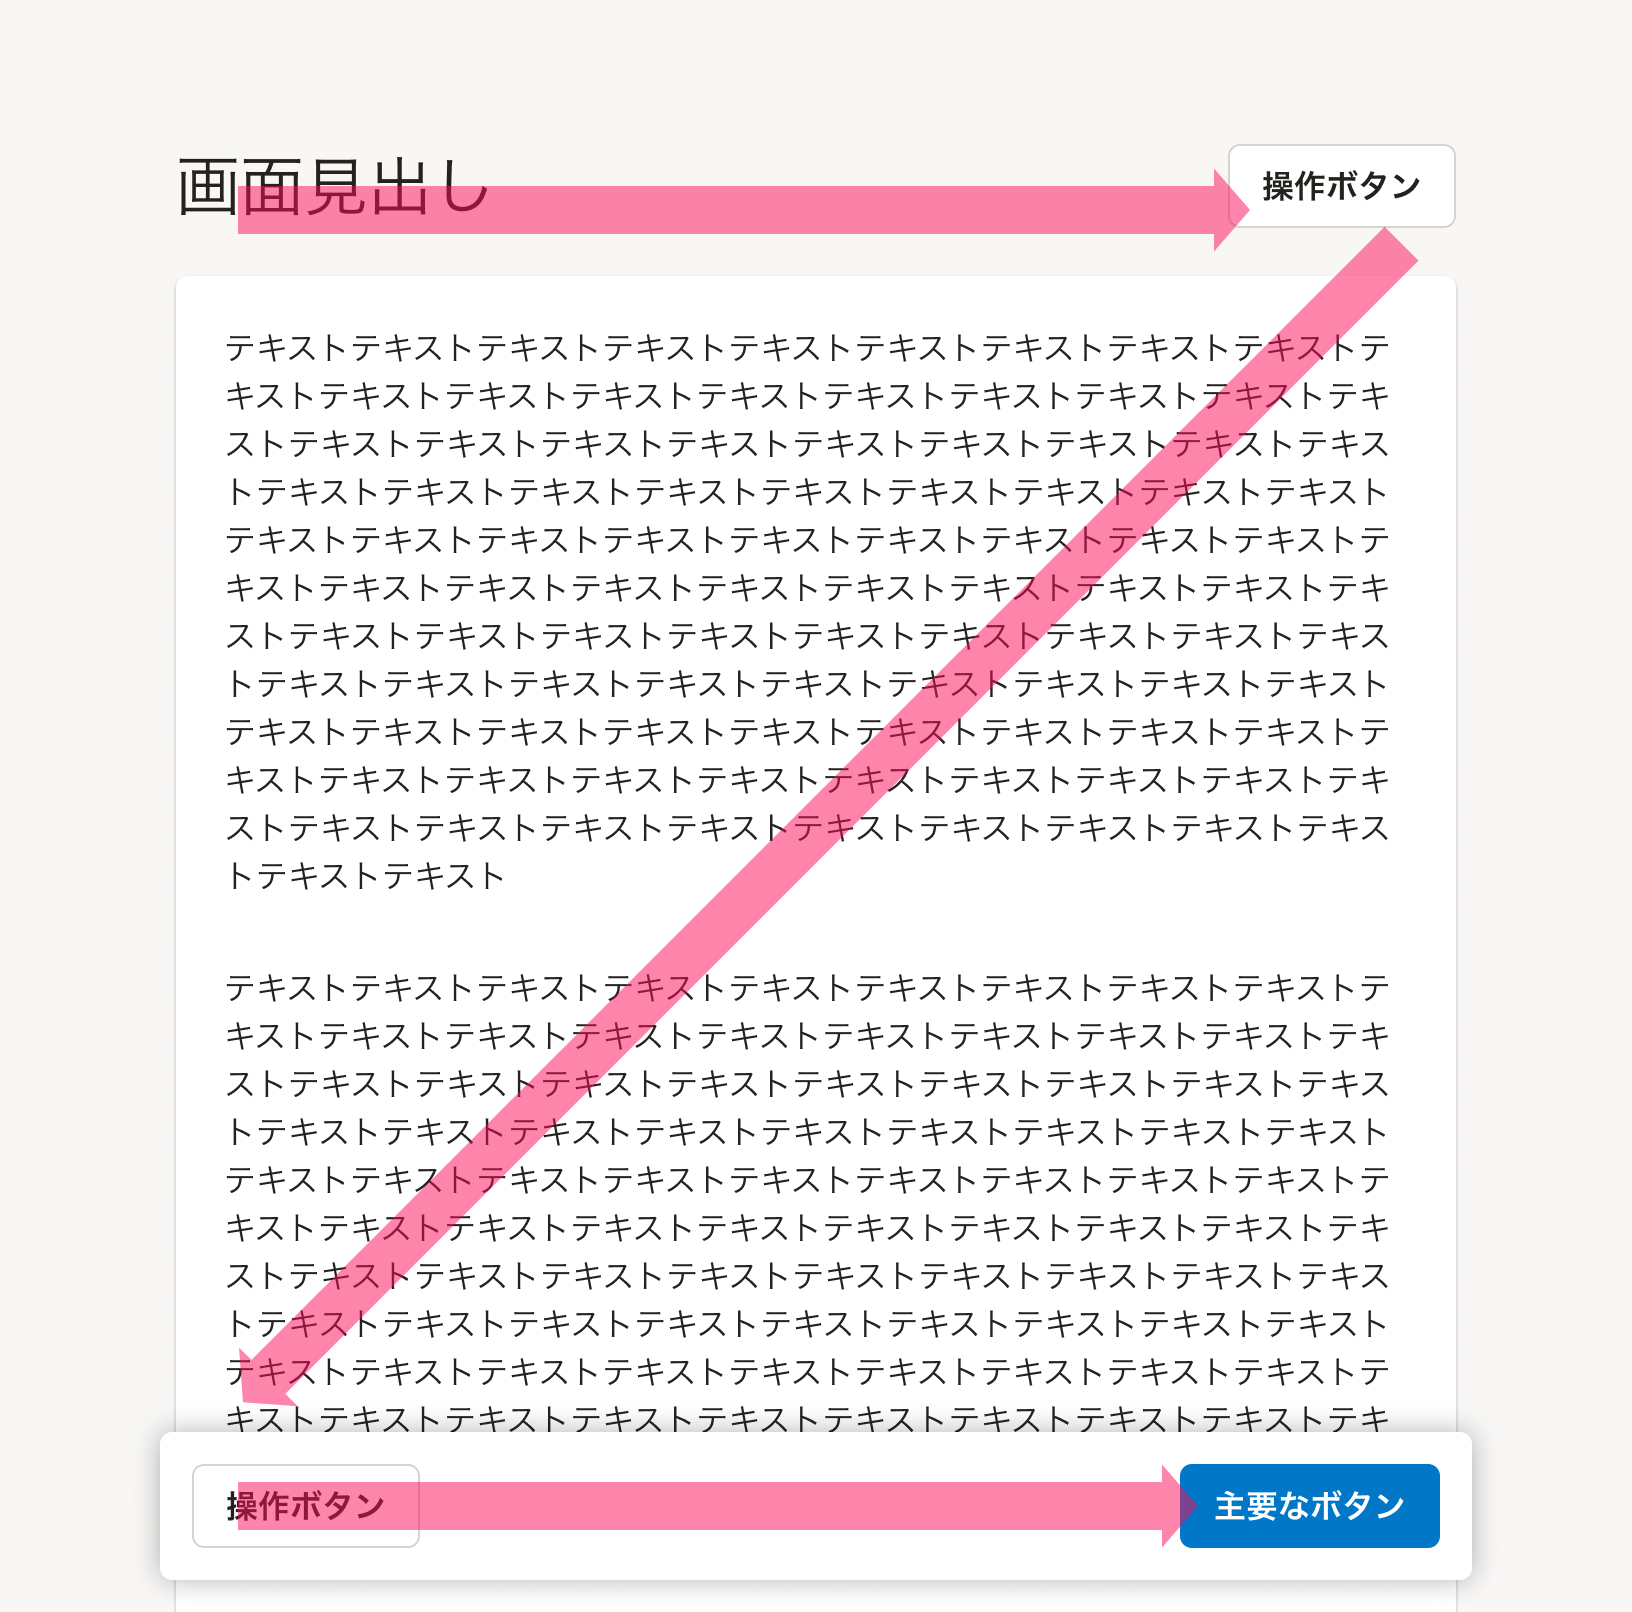 画面見出し
操作ボタン
テキストテキストテキストテキストテキストテキストテキストテキストテキストテ
キストテキストテキストテキストテキストテキストテキストテキストテキストテキ
ストテキストテキストテキストテキストテキストテキストテキストテキストテキス
トテキストテキストテキストテキストテキストテキストテキストテキストテキスト
テキストテキストテキストテキストテキストテキストテキストテキストテキストテ
キストテキストテキストテキストテキストテキストテキストテキストテキストテキ
ストテキストテキストテキストテキストテキストテキストテキストテキストテキス
トテキストテキストテキストテキストテキストテキストテキストテキストテキスト
テキストテキストテキストテキストテキストテキストテキストテキストテキストテ
キストテキストテキストテキストテキストテキストテキストテキストテキストテキ
ストテキストテキストテキストテキストテキストテキストテキストテキストテキス
トテキストテキスト
テキストテキストテキストテキストテキストテキストテキストテキストテキストテ
キストテキストテキストテキストテキストテキストテキストテキストテキストテキ
ストテキストテキストテキストテキストテキストテキストテキストテキストテキス
トテキストテキストテキストテキストテキストテキストテキストテキストテキスト
テキストテキストテキストテキストテキストテキストテキストテキストテキストテ
キストテキストテキストテキストテキストテキストテキストテキストテキストテキ
ストテキストテキストテキストテキストテキストテキストテキストテキストテキス
トテキストテキストテキストテキストテキストテキストテキストテキストテキスト
テキストテキストテキストテキストテキストテキストテキストテキストテキストテ
キストテキストテキストテキストテキストテキストテキストテキストテキストテキ
操作ボタン
主要なボタン